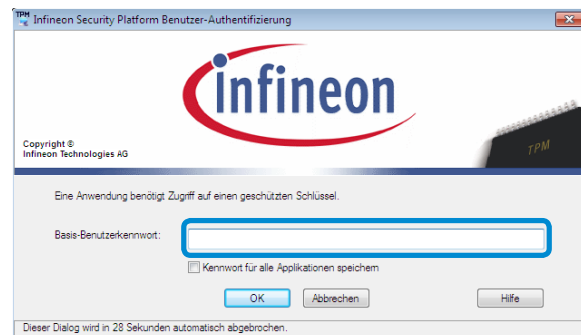 TPM Infineon Security Platform Benutzer-Authentifizierung
infineon
Copyright ©
Infineon Technologies AG
TPM
Eine Anwendung benötigt Zugriff auf einen geschützten Schlüssel.
Basis-Benutzerkennwort:
Kennwort für alle Applikationen speichern
OK Abbrechen Hilfe
Dieser Dialog wird in 28 Sekunden automatisch abgebrochen.